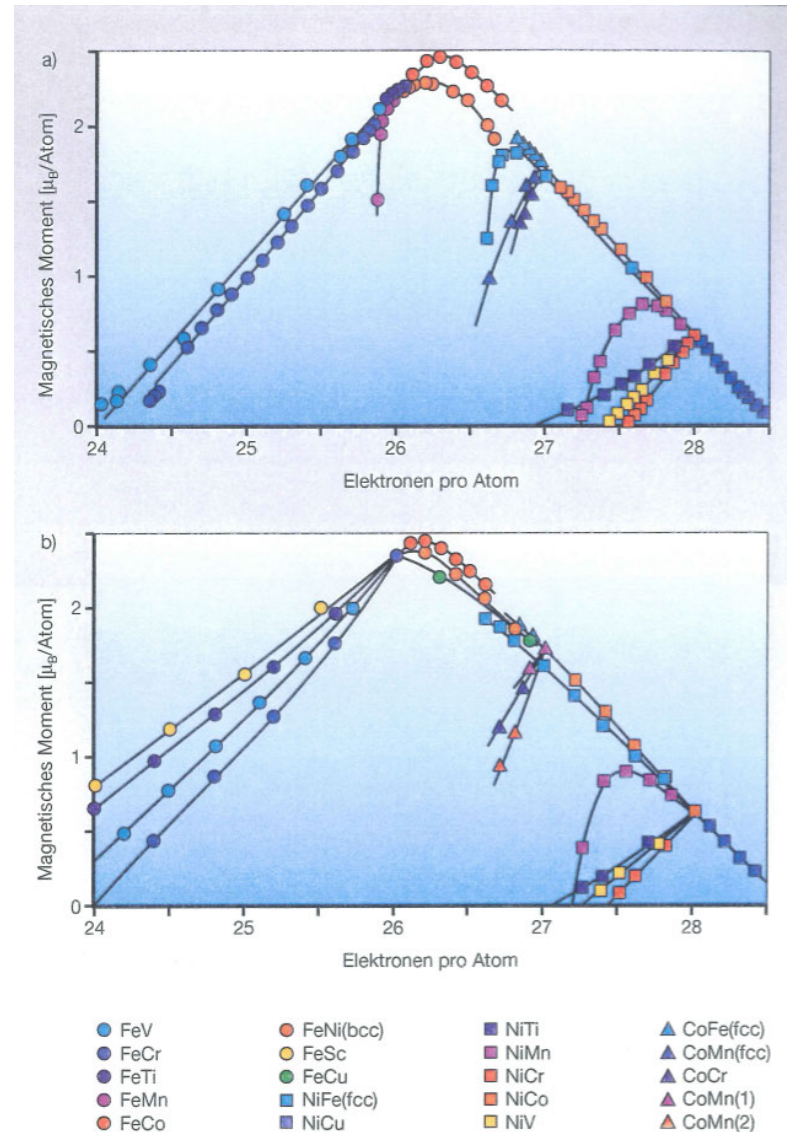 a)
Magnetisches Moment [μB/Atom]
2
1
0
24 25 26 27 28
Elektronen pro Atom
b)
Magnetisches Moment [μB/Atom]
2
1
0
24 25 26 27 28
Elektronen pro Atom
FeV FeNi(bcc) NiTi CoFe(fcc)
FeCr FeSc NiMn CoMn(fcc)
FeTi FeCu NiCr CoCr
FeMn NiFe(fcc) NiCo CoMn(1)
FeCo NiCu NiV CoMn(2)